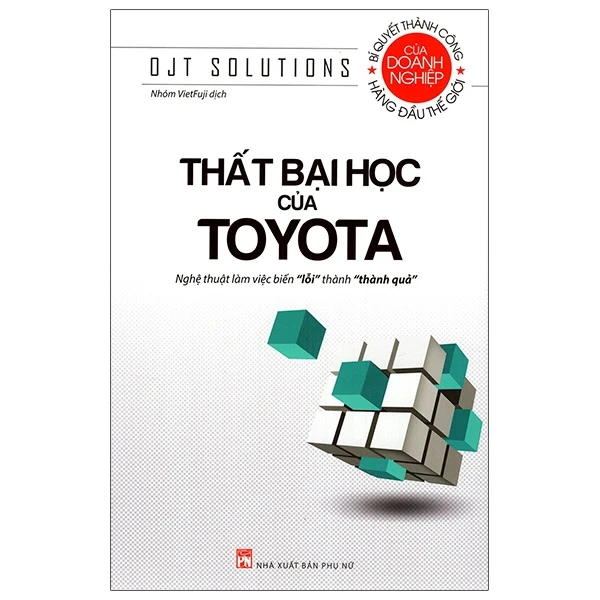 OJT SOLUTIONS
Nhóm VietFuji dịch
BÍ QUYẾT THÀNH CÔNG
CỦA
DOANH
NGHIỆP
HÀNG ĐẦU THẾ GIỚI
THẤT BẠI HỌC
CỦA
TOYOTA
Nghệ thuật làm việc biến “lỗi” thành “thành quả”
PN
NHÀ XUẤT BẢN PHỤ NỮ